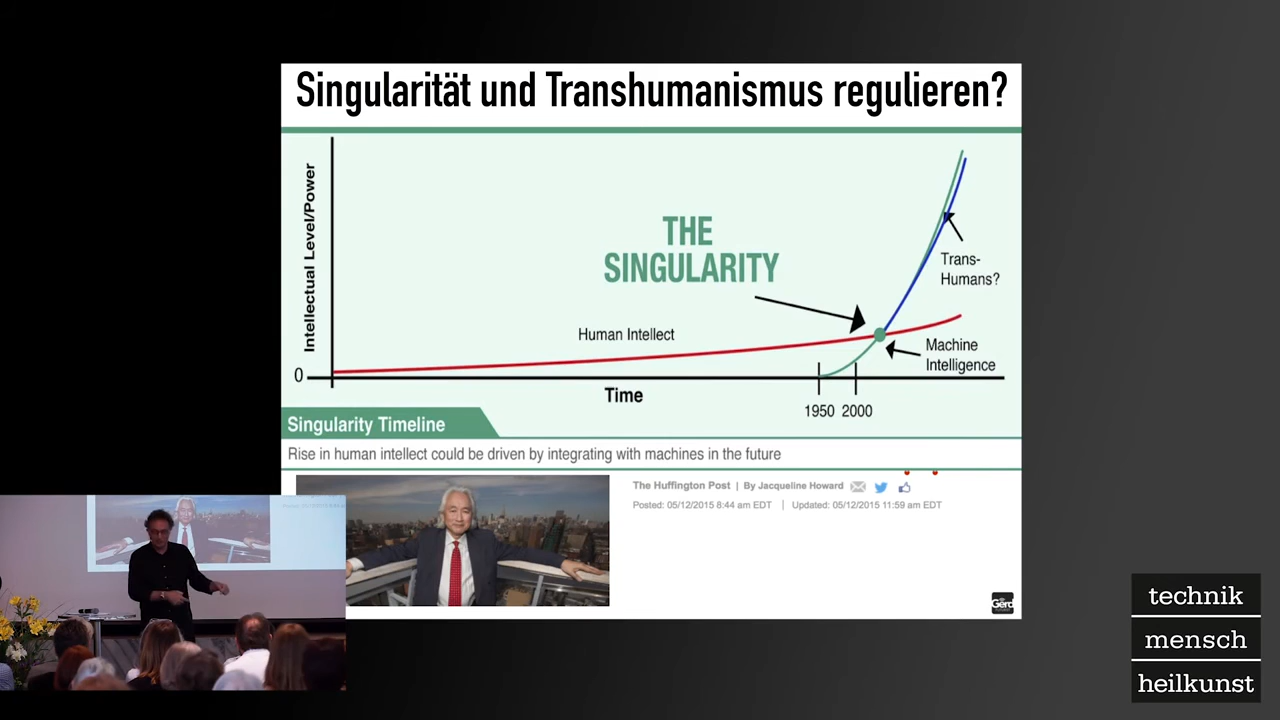 Singularität und Transhumanismus regulieren?
Intellectual Level/Power
THE
SINGULARITY
Trans-
Humans?
Human Intellect
Machine
Intelligence
0
Time
1950 2000
Singularity Timeline
Rise in human intellect could be driven by integrating with machines in the future
The Huffington Post | By Jacqueline Howard
Posted: 05/12/2015 8:44 am EDT | Updated: 05/12/2015 11:59 am EDT
Gerd
technik
mensch
heilkunst